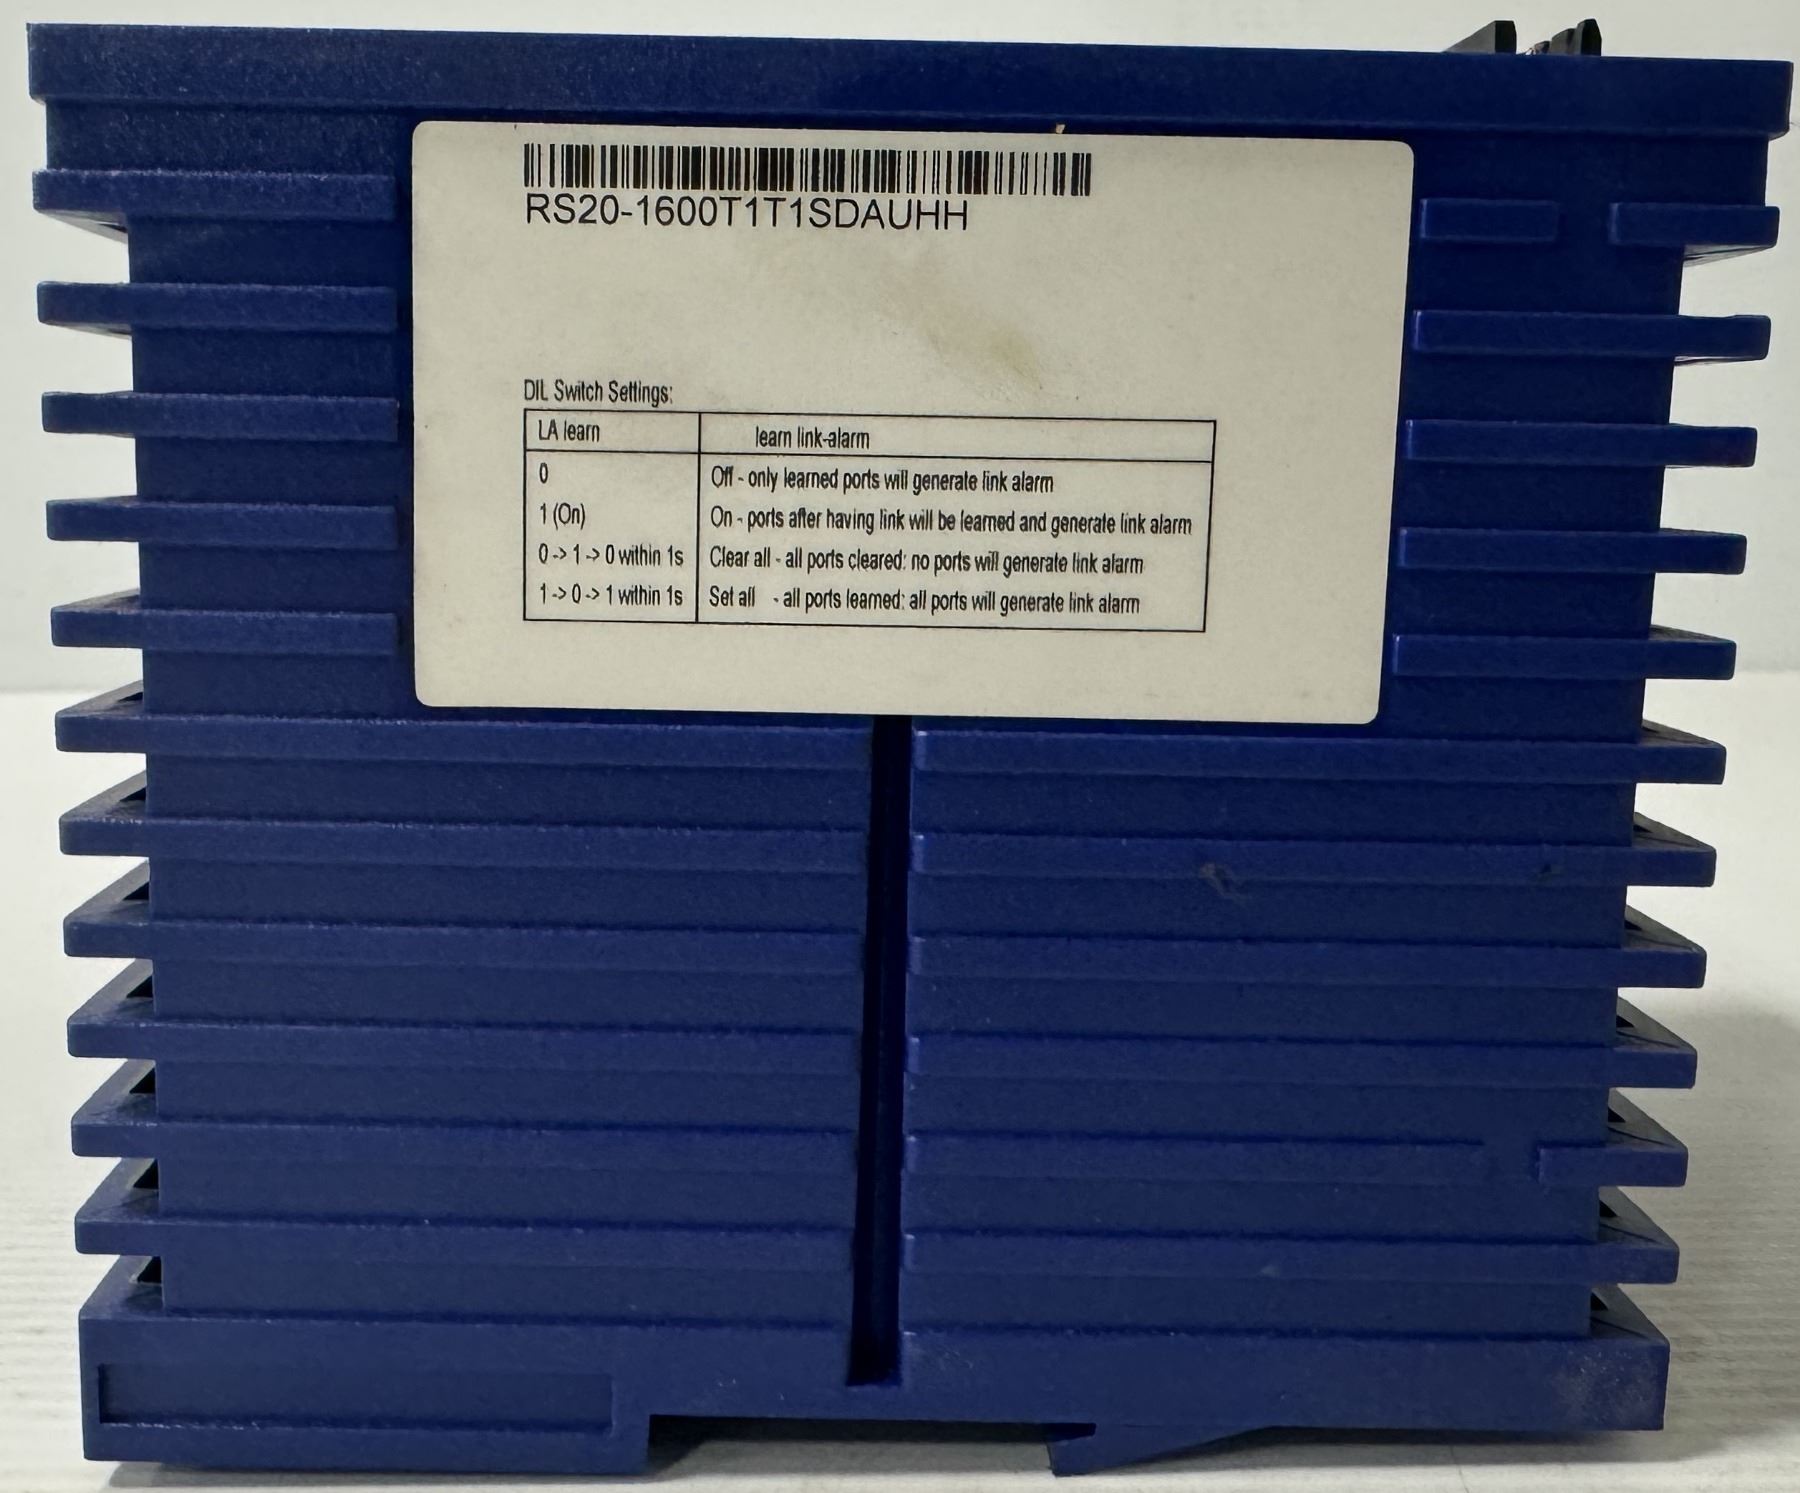 RS20-1600T1T1SDAUHH
DIL Switch Settings:
LA learn learn link-alarm
0 Off - only learned ports will generate link alarm
1 (On) On - ports after having link will be learned and generate link alarm
0 -> 1 -> 0 within 1s Clear all - all ports cleared: no ports will generate link alarm
1 -> 0 -> 1 within 1s Set all - all ports learned: all ports will generate link alarm